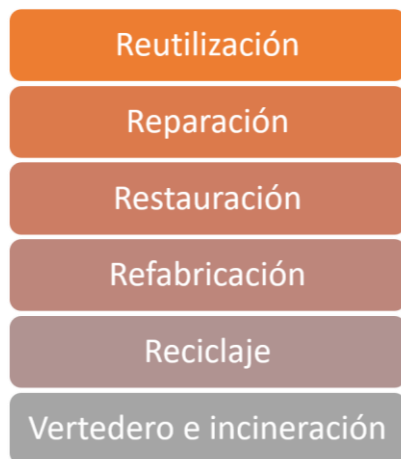 Reutilización
Reparación
Restauración
Refabricación
Reciclaje
Vertedero e incineración